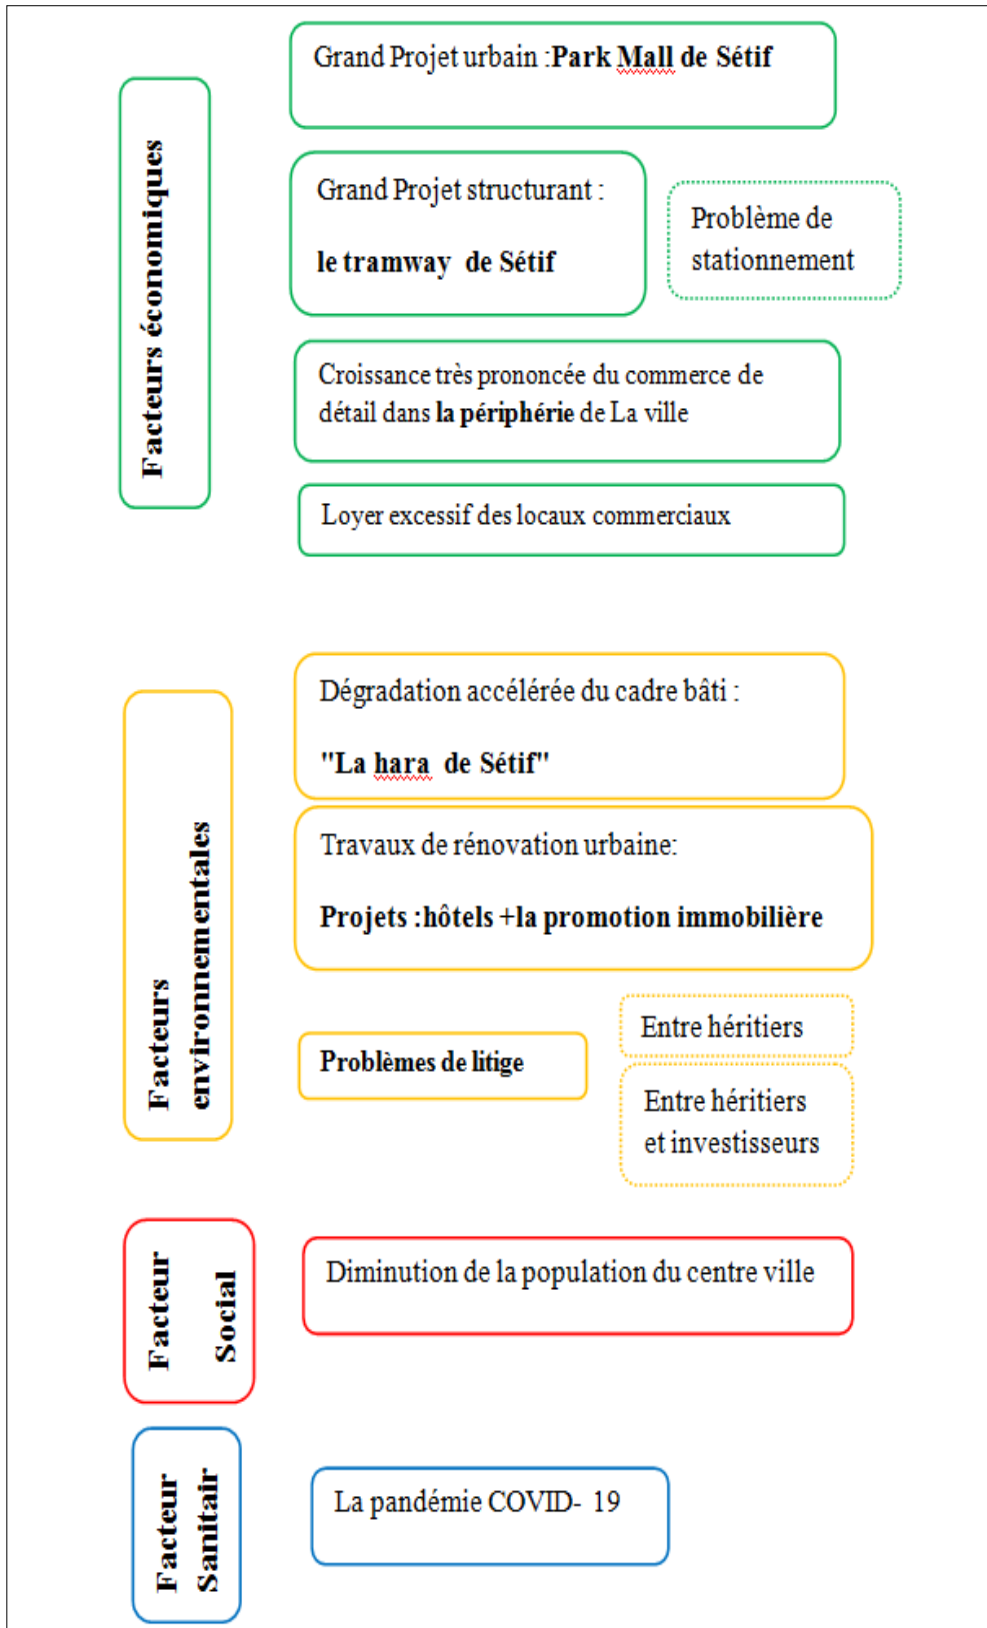 Facteurs économiques
Grand Projet urbain :Park Mall de Sétif
Grand Projet structurant :
le tramway de Sétif
Problème de
stationnement
Croissance très prononcée du commerce de
détail dans la périphérie de La ville
Loyer excessif des locaux commerciaux
Facteurs
environnementales
Dégradation accélérée du cadre bâti :
"La hara de Sétif"
Travaux de rénovation urbaine:
Projets :hôtels +la promotion immobilière
Problèmes de litige
Entre héritiers
Entre héritiers
et investisseurs
Facteur
Social
Diminution de la population du centre ville
Facteur
Sanitair
La pandémie COVID- 19